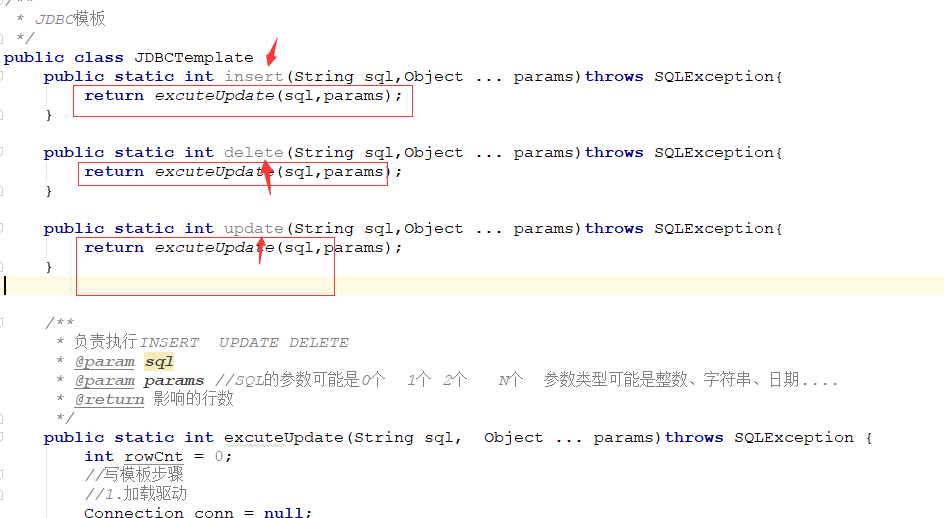 /**
* JDBC模板
*/
public class JDBCTemplate
public static int insert(String sql,Object ... params)throws SQLException{
return excuteUpdate(sql,params);
}
public static int delete(String sql,Object ... params)throws SQLException{
return excuteUpdate(sql,params);
}
public static int update(String sql,Object ... params)throws SQLException{
return excuteUpdate(sql,params);
}
/**
* 负责执行INSERT UPDATE DELETE
* @param sql
* @param params //SQL的参数可能是0个 1个 2个 N个 参数类型可能是整数、字符串、日期....
* @return 影响的行数
*/
public static int excuteUpdate(String sql, Object ... params)throws SQLException {
int rowCnt = 0;
//写模板步骤
//1.加载驱动
Connection conn = null;